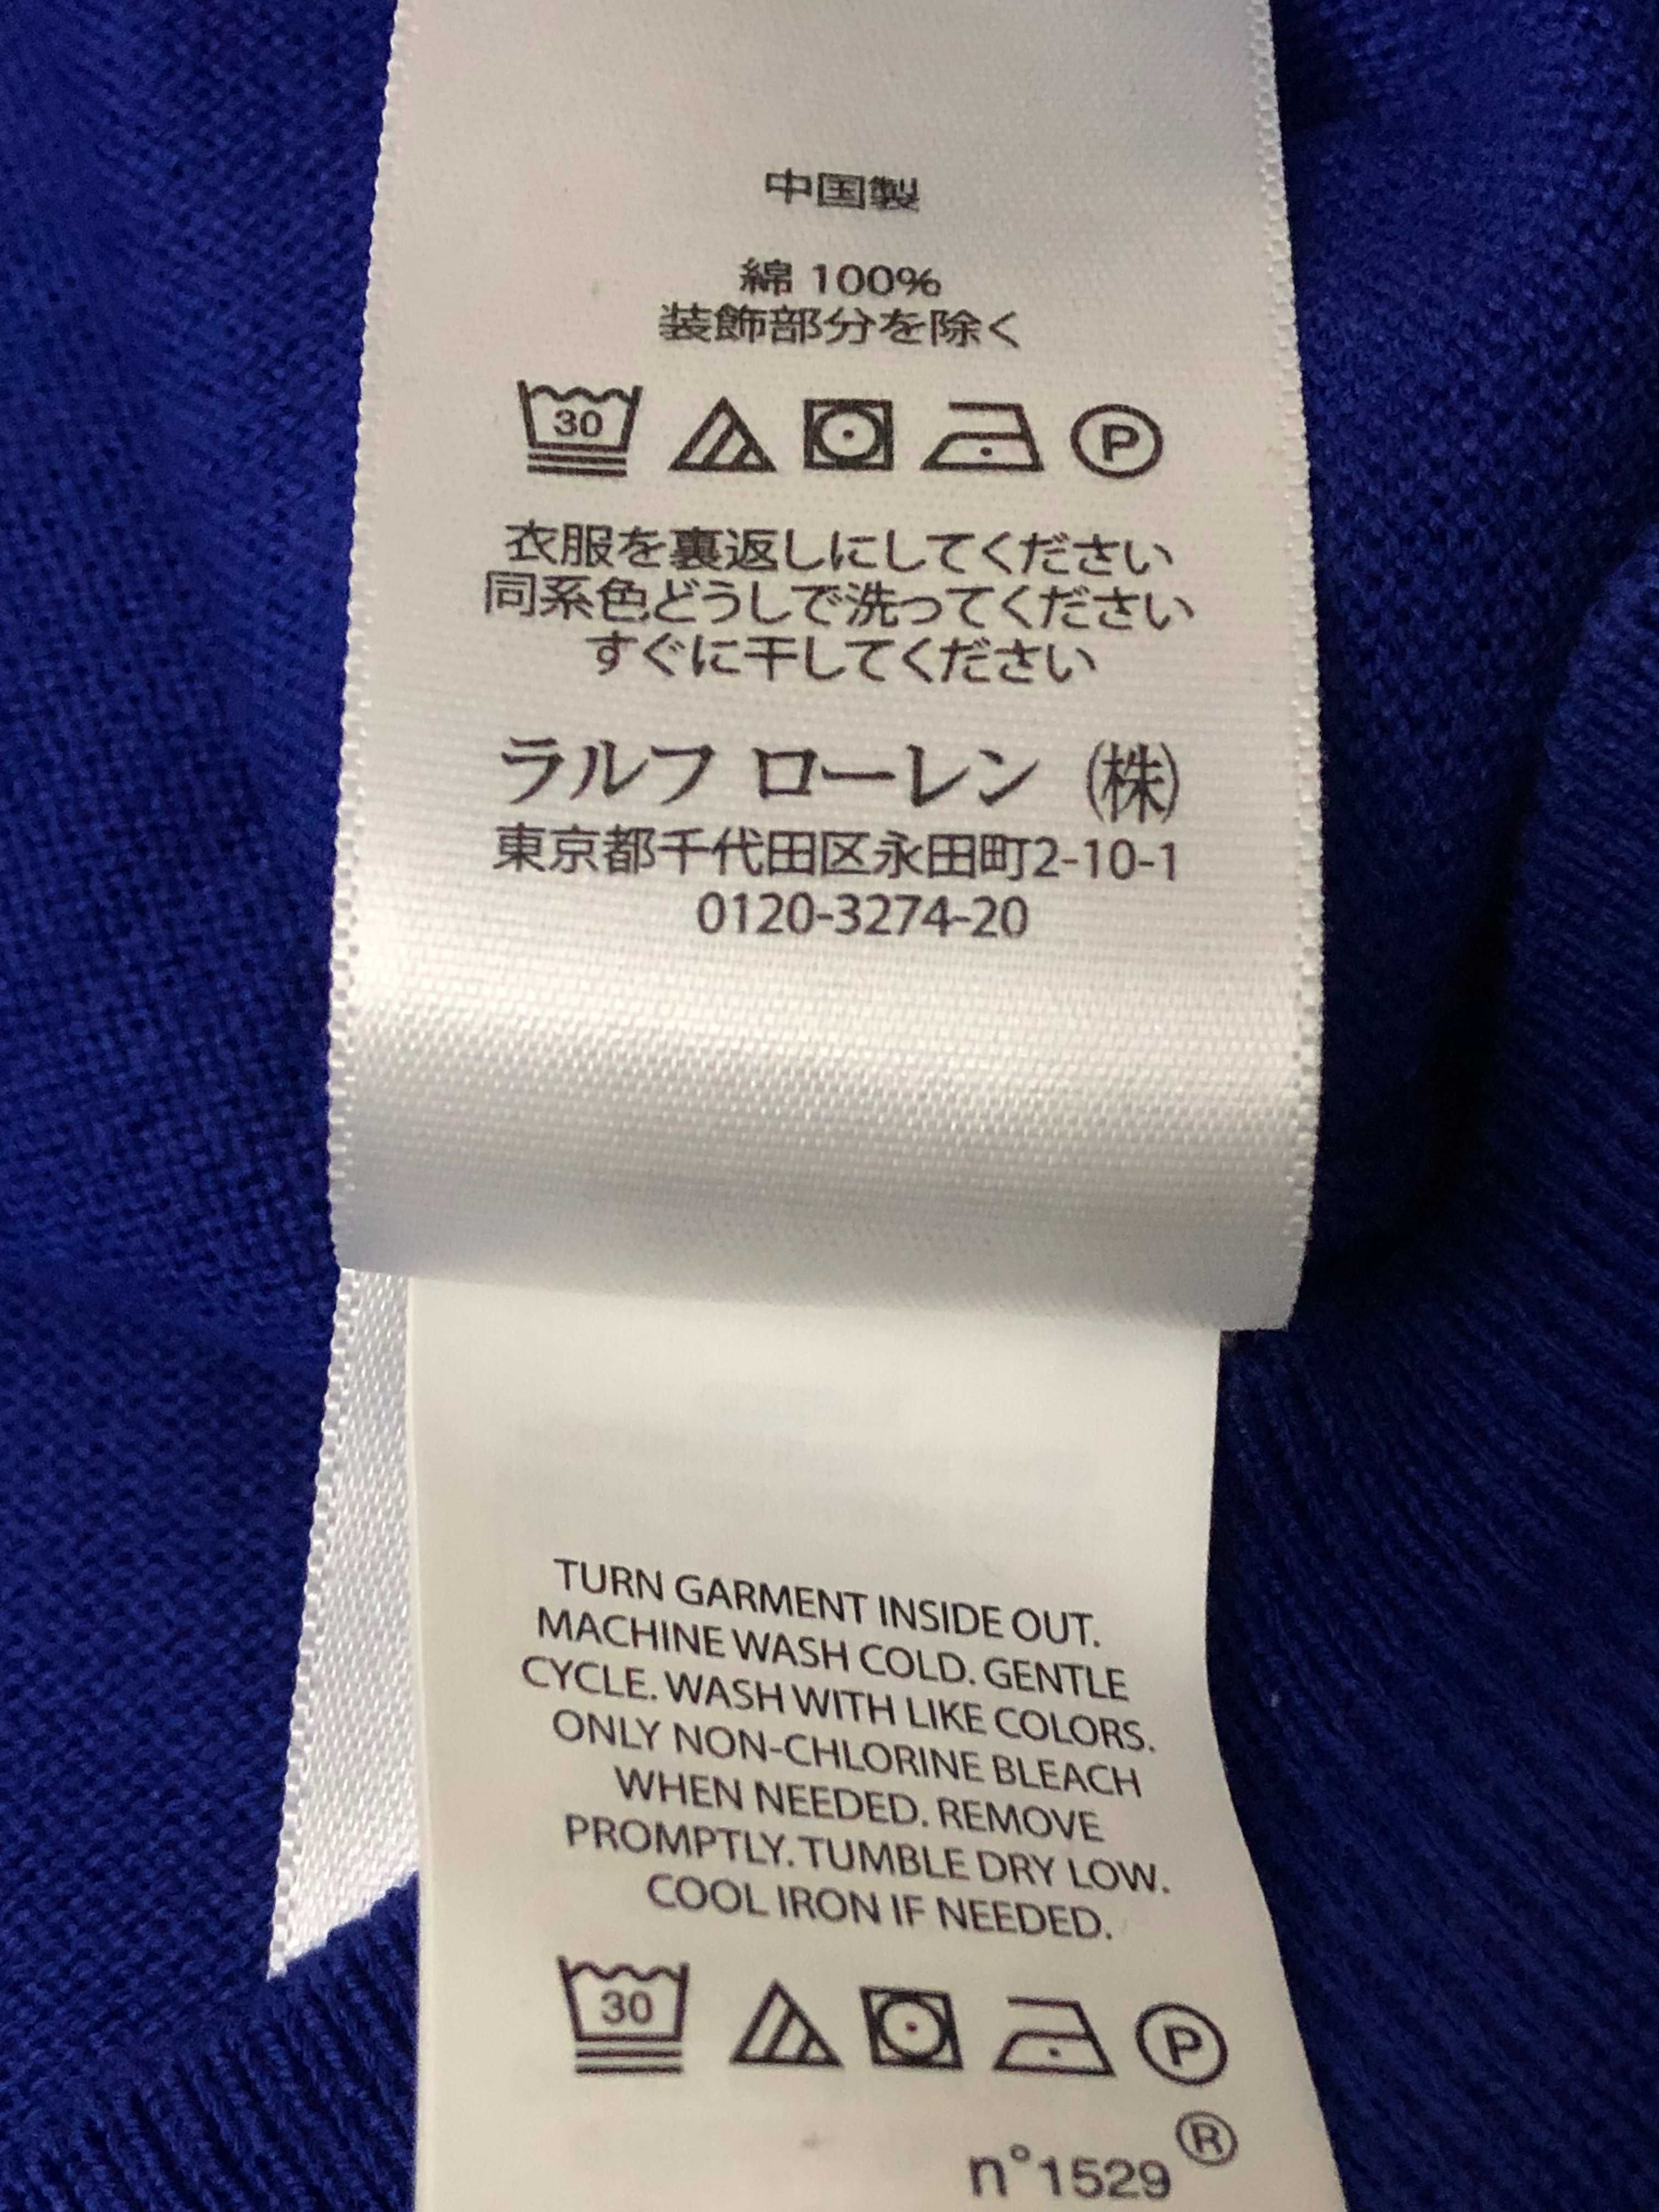 中国製
綿 100%
装飾部分を除く
30 P
衣服を裏返しにしてください
同系色どうしで洗ってください
すぐに干してください
ラルフ ローレン ㈱
東京都千代田区永田町2-10-1
0120-3274-20
TURN GARMENT INSIDE OUT.
MACHINE WASH COLD. GENTLE
CYCLE. WASH WITH LIKE COLORS.
ONLY NON-CHLORINE BLEACH
WHEN NEEDED. REMOVE
PROMPTLY. TUMBLE DRY LOW.
COOL IRON IF NEEDED.
30 P
n°1529®